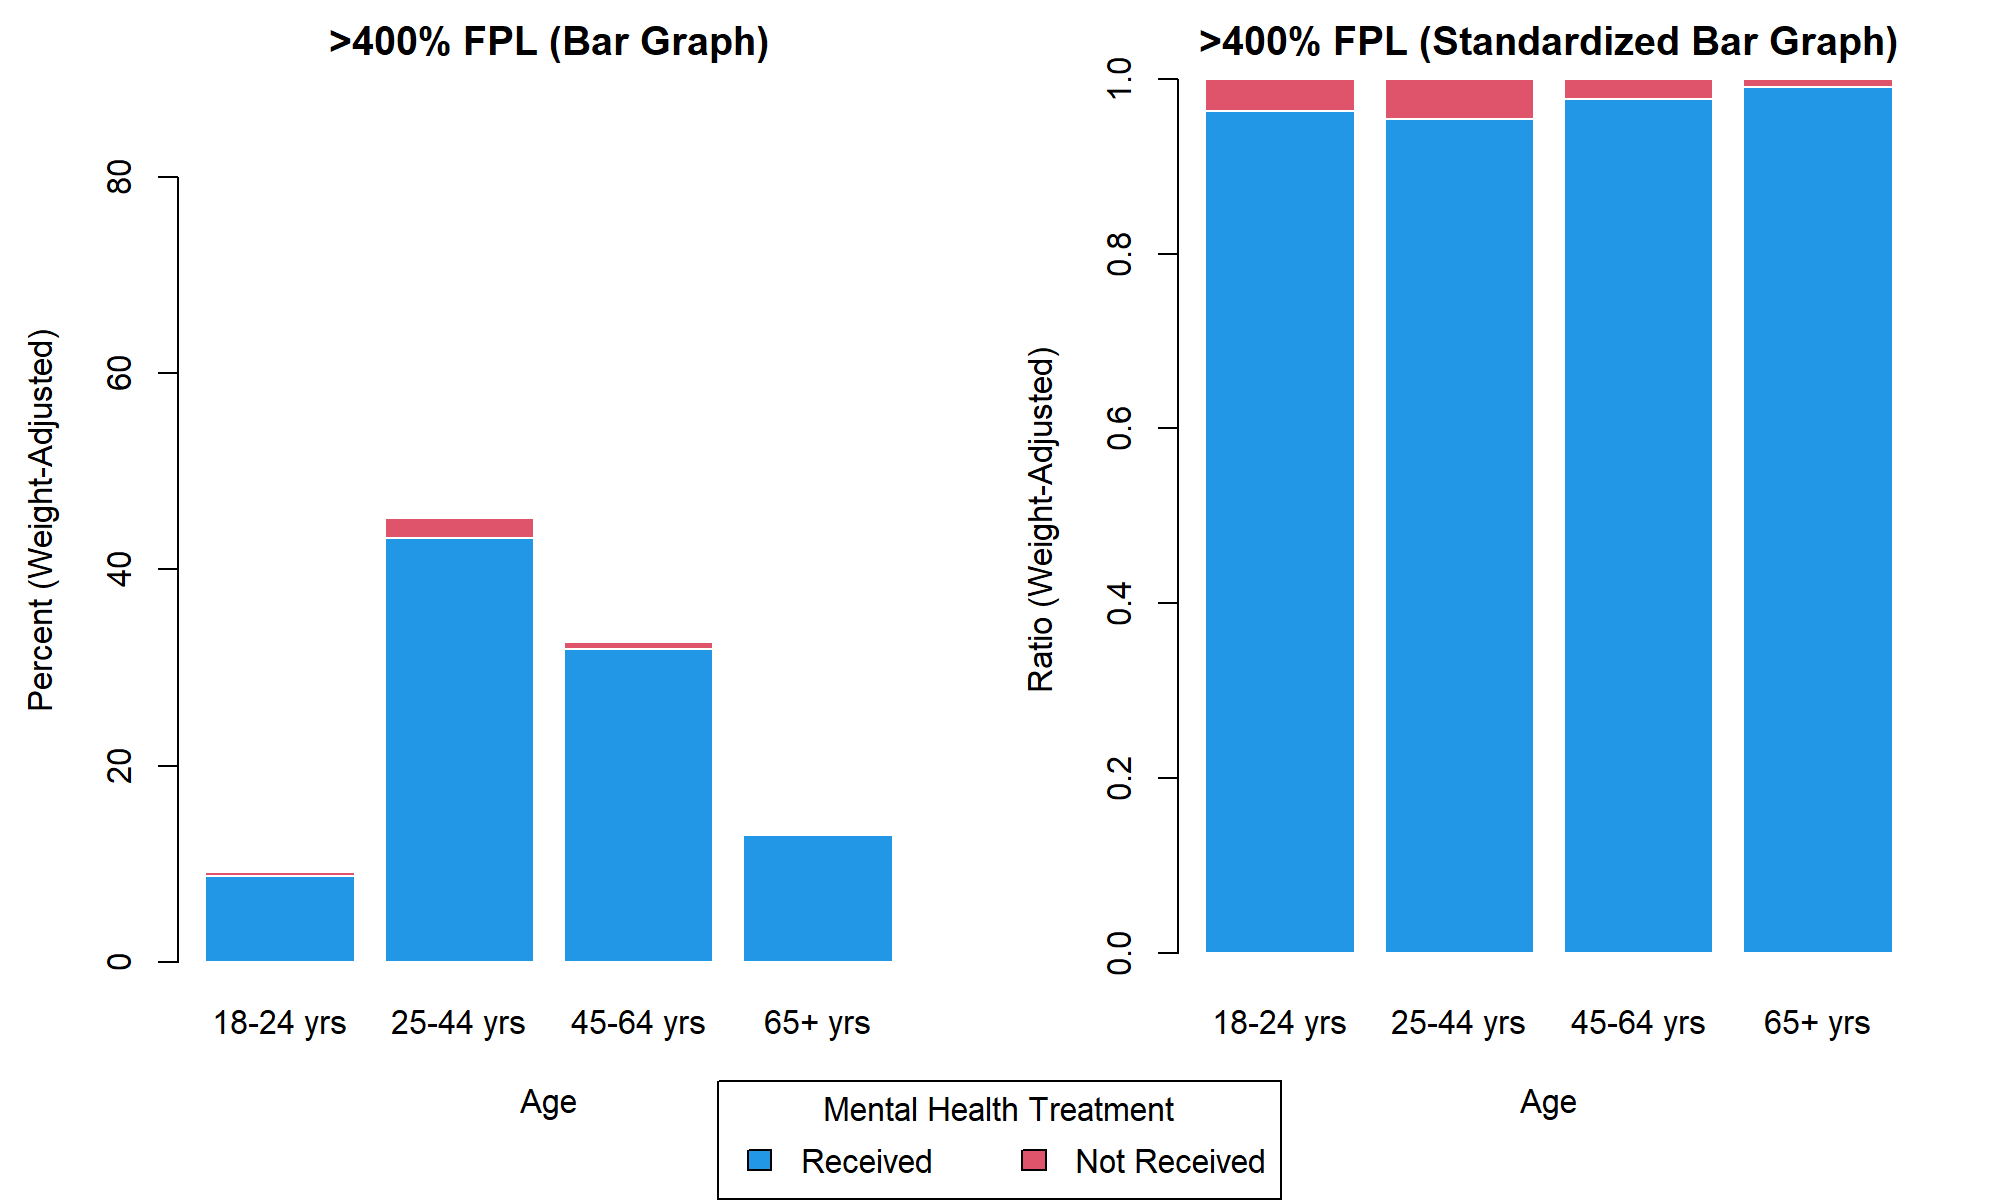 >400% FPL (Bar Graph)
Percent (Weight-Adjusted)
80
60
40
20
0
18-24 yrs 25-44 yrs 45-64 yrs 65+ yrs
Age
>400% FPL (Standardized Bar Graph)
Ratio (Weight-Adjusted)
1.0
0.8
0.6
0.4
0.2
0.0
18-24 yrs 25-44 yrs 45-64 yrs 65+ yrs
Age
Mental Health Treatment
Received Not Received